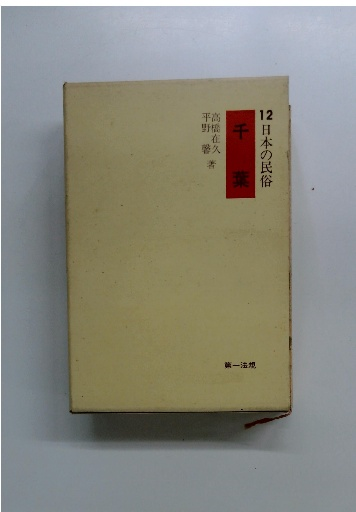 12 日本の民俗
千葉
高橋在久
平野馨 著
第一法規